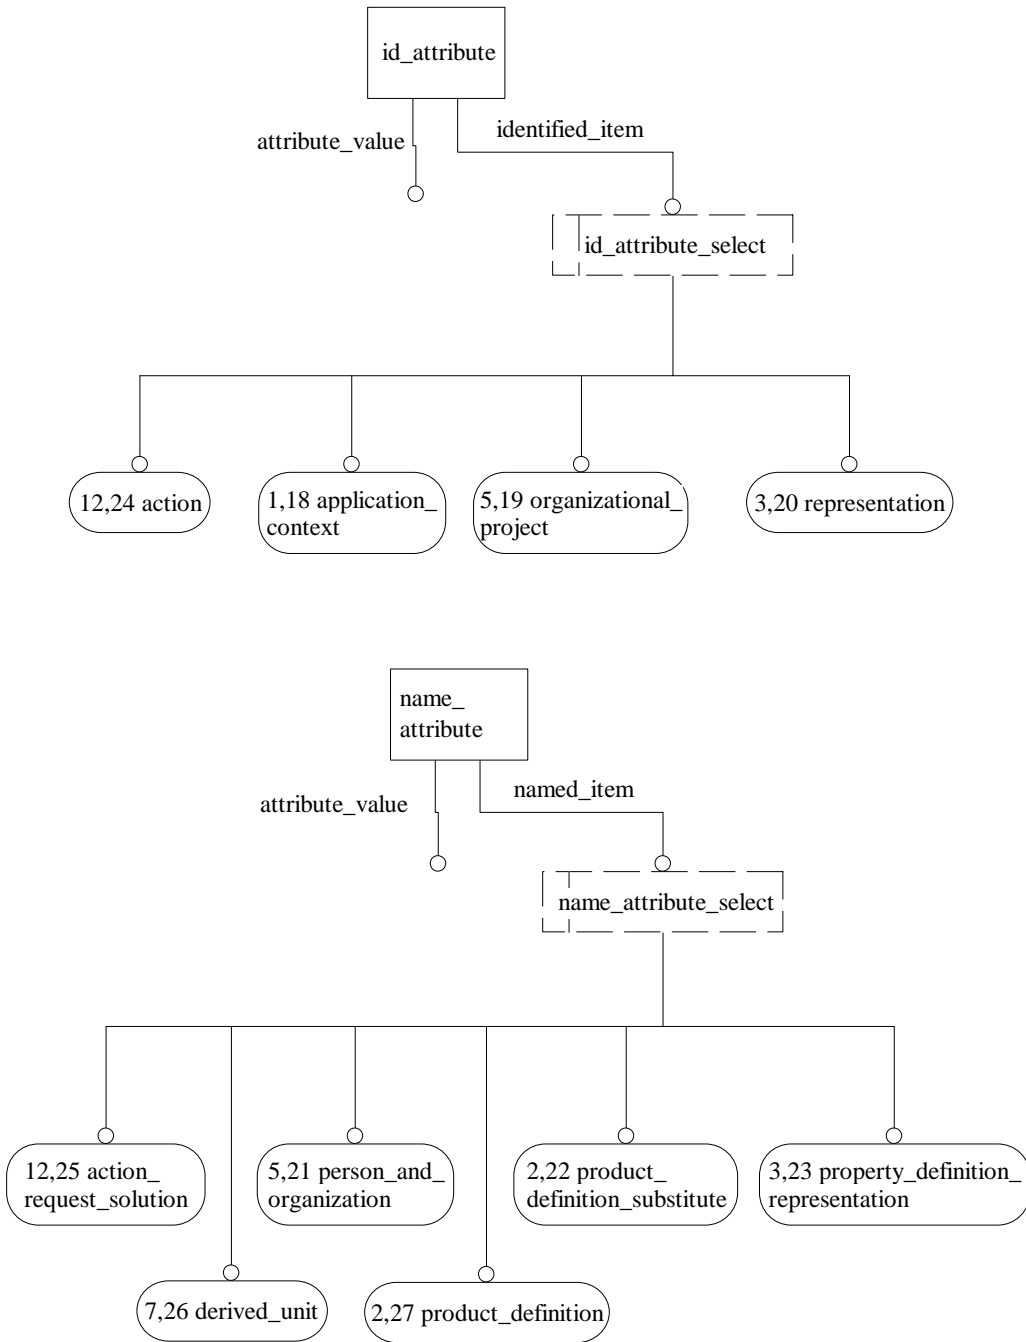 id_attribute
identified_item
attribute_value
id_attribute_select
12,24 action
1,18 application_
context
5,19 organizational_
project
3,20 representation
name_
attribute
named_item
attribute_value
name_attribute_select
12,25 action_
request_solution
5,21 person_and_
organization
2,22 product_
definition_substitute
3,23 property_definition_
representation
7,26 derived_unit
2,27 product_definition